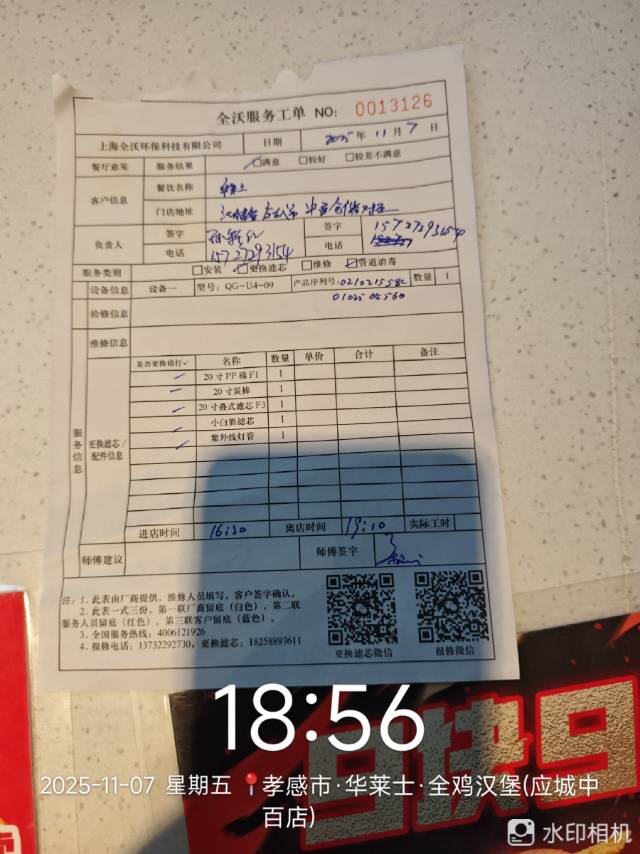 全沃服务工单 NO: 0013126
上海全沃环保科技有限公司 日期 2025年11月7日
餐厅意见 服务结果 满意 较好 较差不满意
客户信息 餐饮名称 华莱士
门店地址
负责人 签字 签字
电话 15727293154 电话 15727293154
服务类别 安装 更换滤芯 维修 管道消毒
设备信息 设备一 型号: QG-U4-09 产品序列号: 数量 1
检修信息
维修信息
服务信息 更换滤芯/配件信息
是否更换请打✓ 名称 数量 单价 合计 备注
20寸PP棉F1 1
20寸炭棒 1
20寸叠式滤芯F3 1
小白熊滤芯 1
紫外线灯管 1
进店时间 16:30 离店时间 19:10 实际工时
师傅建议 师傅签字
注: 1. 此表由厂商提供, 维修人员填写, 客户签字确认。
2. 此表一式三份, 第一联厂商留底(白色), 第二联
服务人员留底(红色), 第三联客户留底(蓝色)。
3. 全国服务热线: 4006121926
4. 报修电话: 13732292730, 更换滤芯: 18258897611
更换滤芯微信 报修微信
18:56
2025-11-07 星期五 孝感市·华莱士·全鸡汉堡(应城中
百店)
水印相机